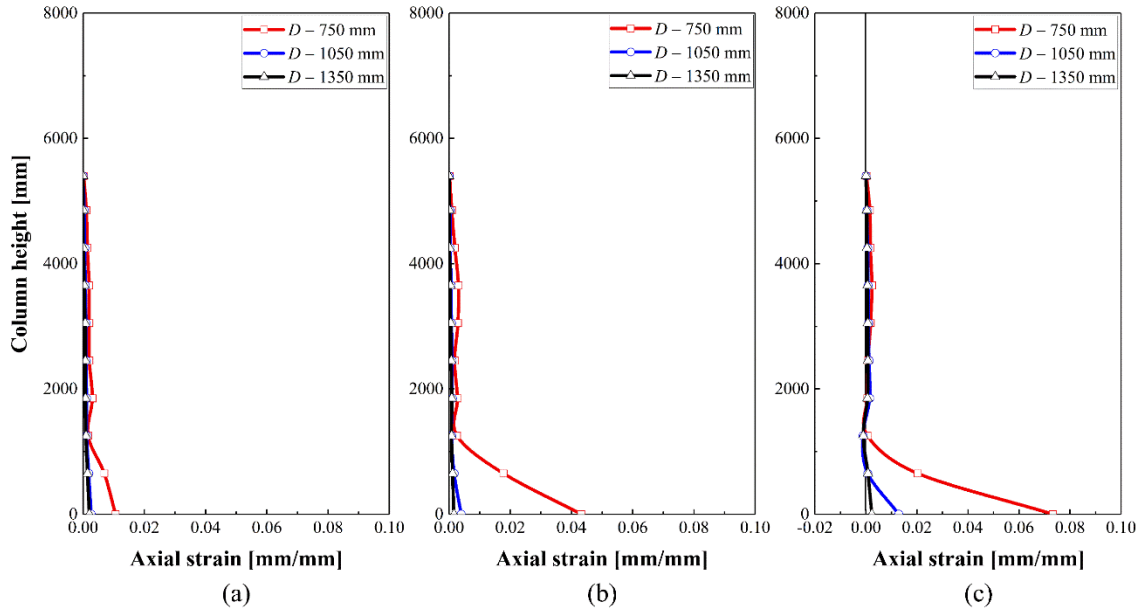 8000
6000
4000
2000
0
Column height [mm]
D – 750 mm
D – 1050 mm
D – 1350 mm
0.00 0.02 0.04 0.06 0.08 0.10
Axial strain [mm/mm]
(a)
8000
6000
4000
2000
0
D – 750 mm
D – 1050 mm
D – 1350 mm
0.00 0.02 0.04 0.06 0.08 0.10
Axial strain [mm/mm]
(b)
8000
6000
4000
2000
0
D – 750 mm
D – 1050 mm
D – 1350 mm
-0.02 0.00 0.02 0.04 0.06 0.08 0.10
Axial strain [mm/mm]
(c)